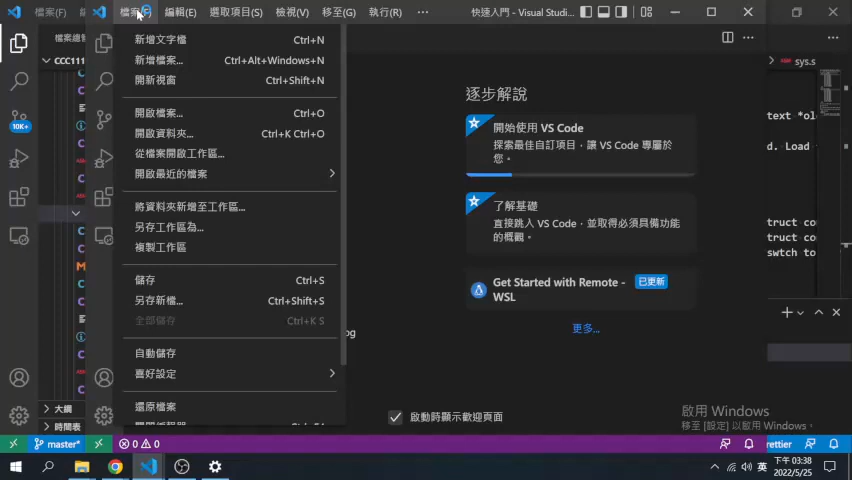 檔案(F)
檔案(F) 編輯(E) 選取項目(S) 檢視(V) 移至(G) 執行(R) ··· 快速入門 - Visual Studi...
檔案總管
CCC111
sys.s
新增文字檔 Ctrl+N
新增檔案... Ctrl+Alt+Windows+N
開新視窗 Ctrl+Shift+N
開啟檔案... Ctrl+O
開啟資料夾... Ctrl+K Ctrl+O
從檔案開啟工作區...
開啟最近的檔案
將資料夾新增至工作區...
另存工作區為...
複製工作區
儲存 Ctrl+S
另存新檔... Ctrl+Shift+S
全部儲存 Ctrl+K S
自動儲存
喜好設定
還原檔案
逐步解說
開始使用 VS Code
探索最佳自訂項目，讓 VS Code 專屬於
您。
了解基礎
直接跳入 VS Code，並取得必須具備功能
的概觀。
Get Started with Remote - 已更新
WSL
更多...
啟動時顯示歡迎頁面
text *ol
d. Load
truct co
truct co
swtch to
10K+
大綱
時間表
啟用 Windows
移至 [設定] 以啟用 Windows。
master* 0 0 rettier
英
下午 03:38
2022/5/25